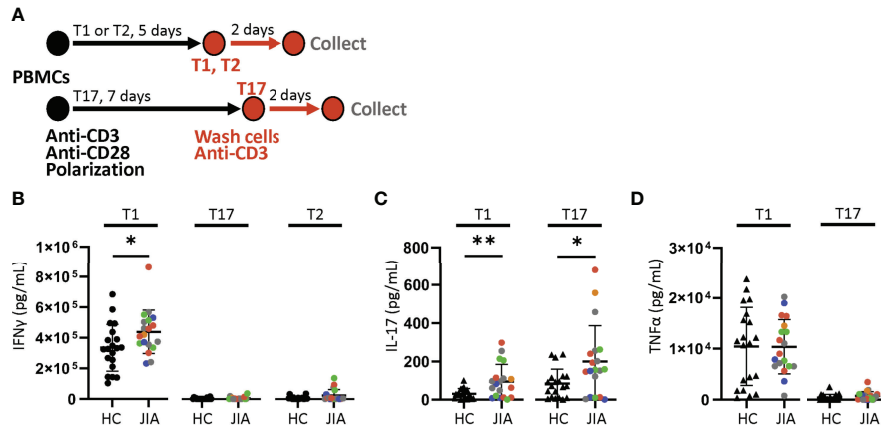 A
T1 or T2, 5 days
2 days
Collect
T1, T2
PBMCs
T17
T17, 7 days
2 days
Collect
Anti-CD3
Anti-CD28
Polarization
Wash cells
Anti-CD3
B
T1
T17
T2
1×10⁶
8×10⁵
6×10⁵
4×10⁵
2×10⁵
0
IFNγ (pg/mL)
*
HC
JIA
HC
JIA
HC
JIA
C
T1
T17
800
600
400
200
0
IL-17 (pg/mL)
**
*
HC
JIA
HC
JIA
D
T1
T17
3×10⁴
2×10⁴
1×10⁴
0
TNFα (pg/mL)
HC
JIA
HC
JIA